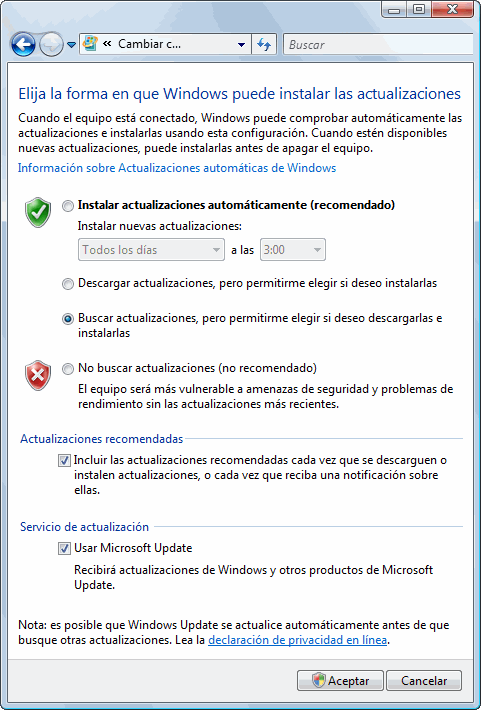 « Cambiar c...
Buscar
Elija la forma en que Windows puede instalar las actualizaciones
Cuando el equipo está conectado, Windows puede comprobar automáticamente las
actualizaciones e instalarlas usando esta configuración. Cuando estén disponibles
nuevas actualizaciones, puede instalarlas antes de apagar el equipo.
Información sobre Actualizaciones automáticas de Windows
Instalar actualizaciones automáticamente (recomendado)
Instalar nuevas actualizaciones:
Todos los días a las 3:00
Descargar actualizaciones, pero permitirme elegir si deseo instalarlas
Buscar actualizaciones, pero permitirme elegir si deseo descargarlas e
instalarlas
No buscar actualizaciones (no recomendado)
El equipo será más vulnerable a amenazas de seguridad y problemas de
rendimiento sin las actualizaciones más recientes.
Actualizaciones recomendadas
Incluir las actualizaciones recomendadas cada vez que se descarguen o
instalen actualizaciones, o cada vez que reciba una notificación sobre
ellas.
Servicio de actualización
Usar Microsoft Update
Recibirá actualizaciones de Windows y otros productos de Microsoft
Update.
Nota: es posible que Windows Update se actualice automáticamente antes de que
busque otras actualizaciones. Lea la declaración de privacidad en línea.
Aceptar Cancelar